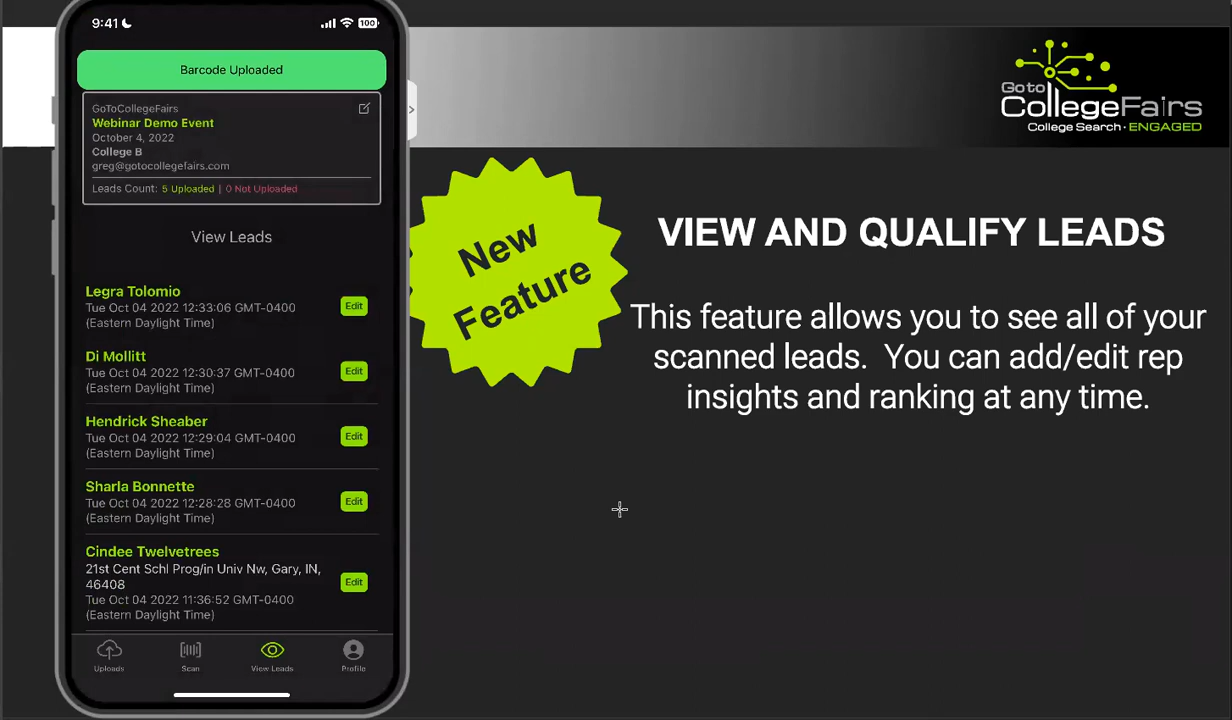 9:41
100
Barcode Uploaded
GoToCollegeFairs
Webinar Demo Event
October 4, 2022
College B
greg@gotocollegefairs.com
Leads Count: 5 Uploaded | 0 Not Uploaded
View Leads
Legra Tolomio
Tue Oct 04 2022 12:33:06 GMT-0400
(Eastern Daylight Time)
Edit
Di Mollitt
Tue Oct 04 2022 12:30:37 GMT-0400
(Eastern Daylight Time)
Edit
Hendrick Sheaber
Tue Oct 04 2022 12:29:04 GMT-0400
(Eastern Daylight Time)
Edit
Sharla Bonnette
Tue Oct 04 2022 12:28:28 GMT-0400
(Eastern Daylight Time)
Edit
Cindee Twelvetrees
21st Cent Schl Prog/in Univ Nw, Gary, IN,
46408
Tue Oct 04 2022 11:36:52 GMT-0400
(Eastern Daylight Time)
Edit
Uploads
Scan
View Leads
Profile
Go to
CollegeFairs
College Search · ENGAGED
New
Feature
VIEW AND QUALIFY LEADS
This feature allows you to see all of your
scanned leads. You can add/edit rep
insights and ranking at any time.